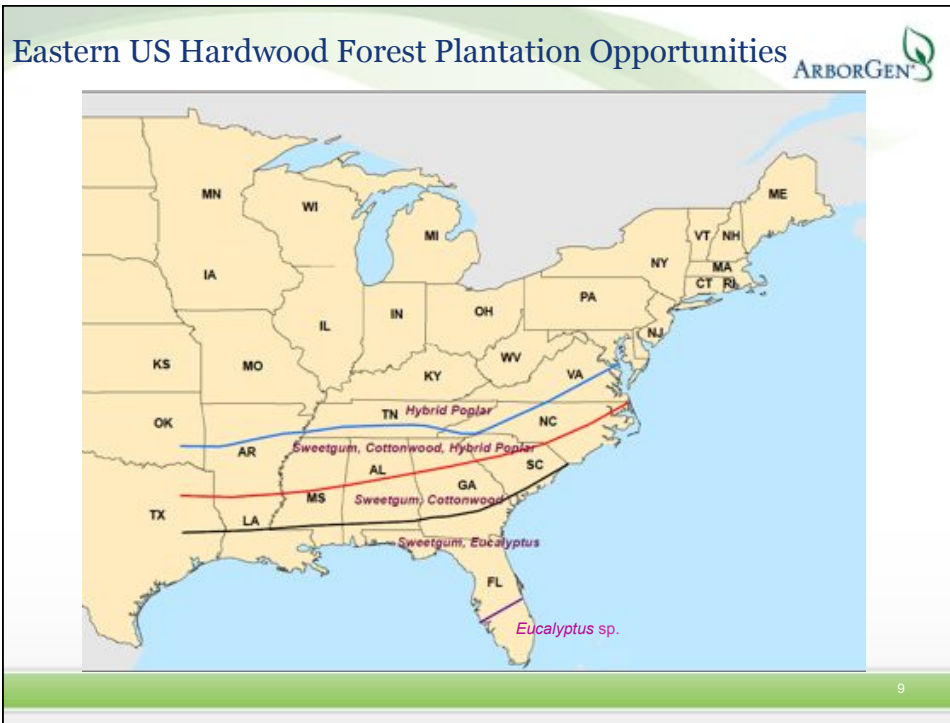 Eastern US Hardwood Forest Plantation Opportunities
ARBORGEN
MN
WI
MI
ME
VT
NH
NY
MA
CT
RI
IA
PA
NJ
IL
IN
OH
WV
KS
MO
KY
VA
OK
TN
Hybrid Poplar
NC
AR
Sweetgum, Cottonwood, Hybrid Poplar
AL
SC
MS
GA
Sweetgum, Cottonwood
TX
LA
Sweetgum, Eucalyptus
FL
Eucalyptus sp.
9